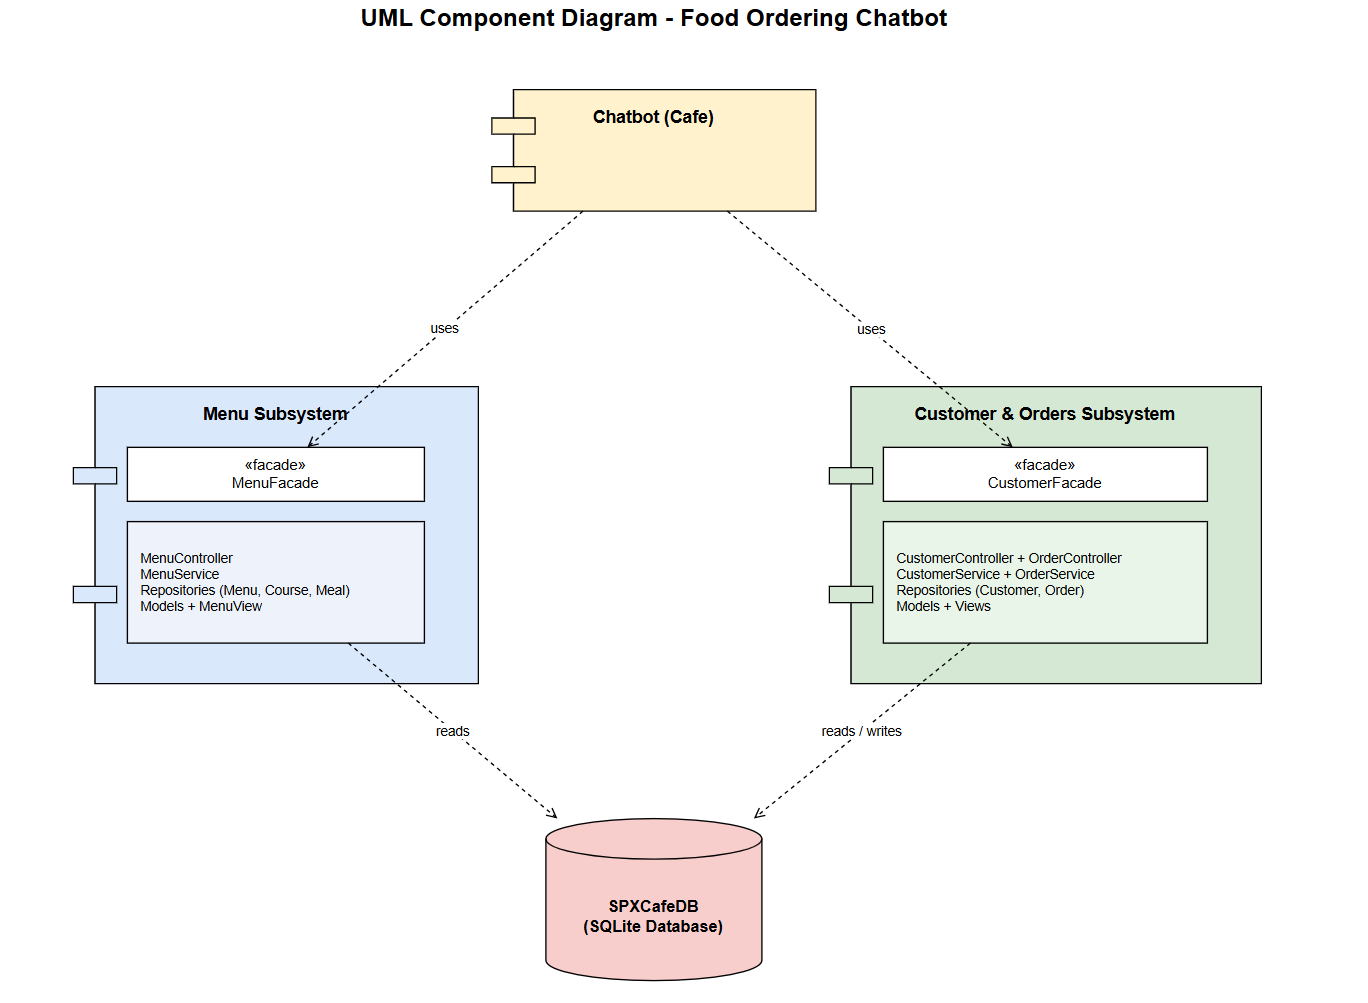 UML Component Diagram - Food Ordering Chatbot
Chatbot (Cafe)
uses
uses
Menu Subsystem
«facade»
MenuFacade
MenuController
MenuService
Repositories (Menu, Course, Meal)
Models + MenuView
Customer & Orders Subsystem
«facade»
CustomerFacade
CustomerController + OrderController
CustomerService + OrderService
Repositories (Customer, Order)
Models + Views
reads
reads / writes
SPXCafeDB
(SQLite Database)